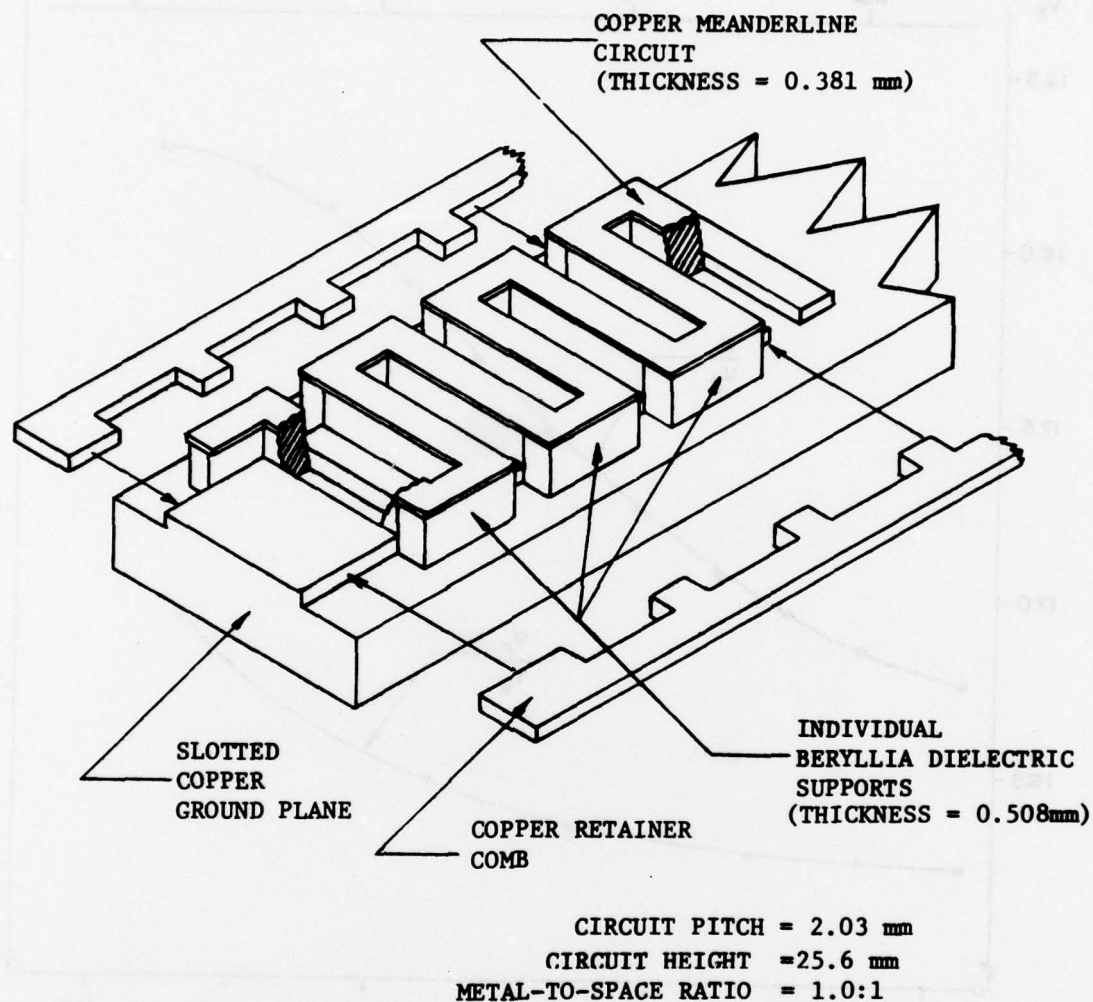 COPPER MEANDERLINE
CIRCUIT
(THICKNESS = 0.381 mm)
SLOTTED
COPPER
GROUND PLANE
COPPER RETAINER
COMB
INDIVIDUAL
BERYLLIA DIELECTRIC
SUPPORTS
(THICKNESS = 0.508mm)
CIRCUIT PITCH = 2.03 mm
CIRCUIT HEIGHT =25.6 mm
METAL-TO-SPACE RATIO = 1.0:1